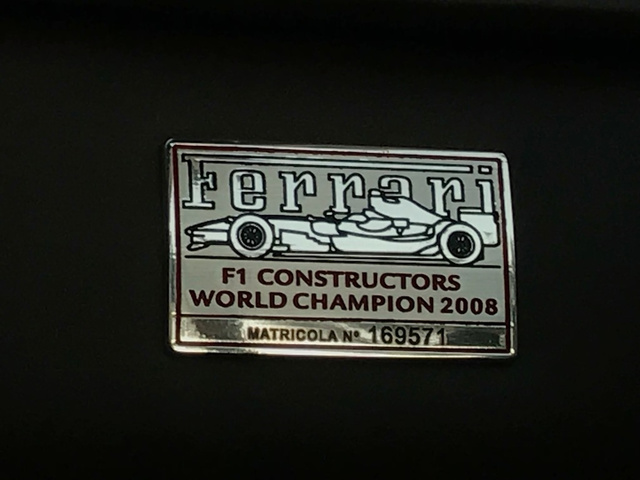 Ferrari
F1 CONSTRUCTORS
WORLD CHAMPION 2008
MATRICOLA Nº 169571